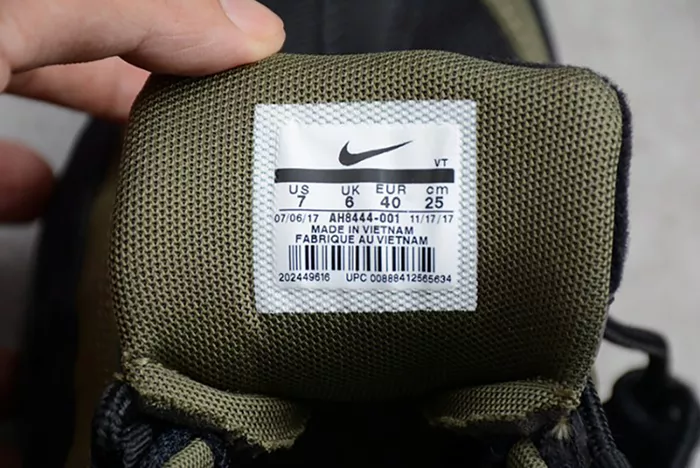 VT
US UK EUR cm
7 6 40 25
07/06/17 AH8444-001 11/17/17
MADE IN VIETNAM
FABRIQUE AU VIETNAM
202449616 UPC 00888412565634